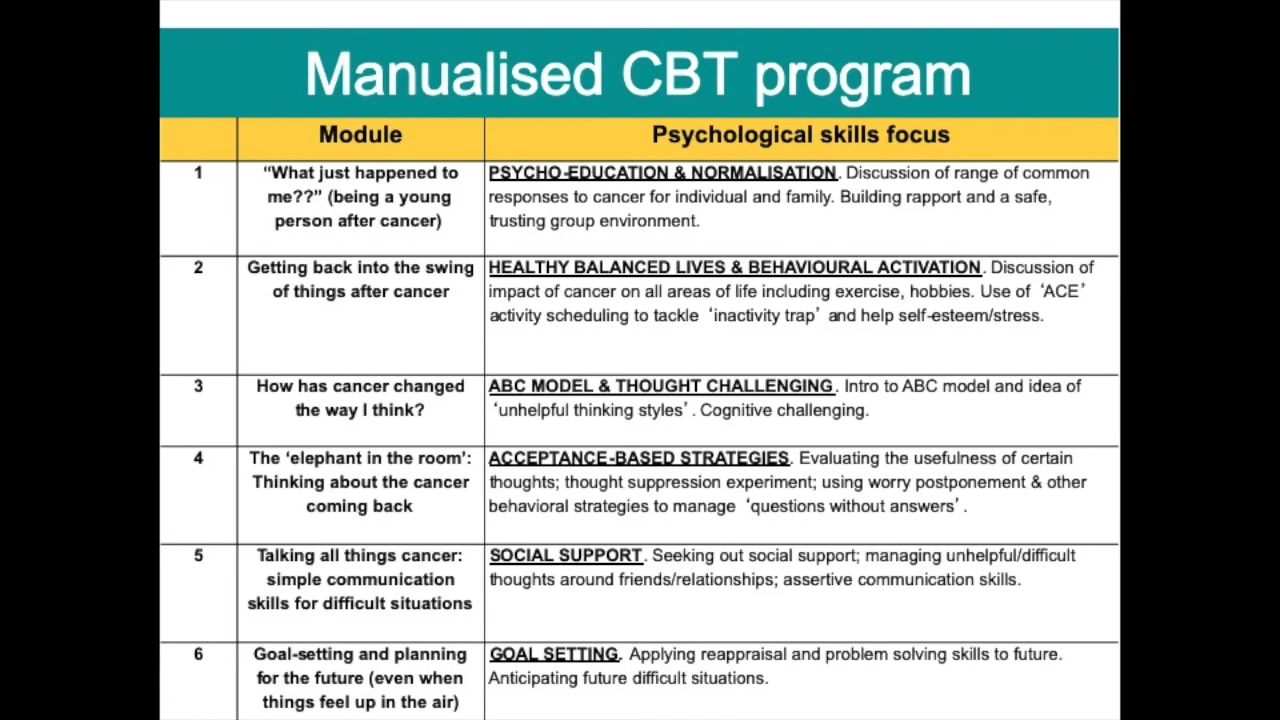 Manualised CBT program
Module
Psychological skills focus
1
“What just happened to
me??” (being a young
person after cancer)
PSYCHO-EDUCATION & NORMALISATION. Discussion of range of common
responses to cancer for individual and family. Building rapport and a safe,
trusting group environment.
2
Getting back into the swing
of things after cancer
HEALTHY BALANCED LIVES & BEHAVIOURAL ACTIVATION. Discussion of
impact of cancer on all areas of life including exercise, hobbies. Use of ‘ACE’
activity scheduling to tackle ‘inactivity trap’ and help self-esteem/stress.
3
How has cancer changed
the way I think?
ABC MODEL & THOUGHT CHALLENGING. Intro to ABC model and idea of
‘unhelpful thinking styles’. Cognitive challenging.
4
The ‘elephant in the room’:
Thinking about the cancer
coming back
ACCEPTANCE-BASED STRATEGIES. Evaluating the usefulness of certain
thoughts; thought suppression experiment; using worry postponement & other
behavioral strategies to manage ‘questions without answers’.
5
Talking all things cancer:
simple communication
skills for difficult situations
SOCIAL SUPPORT. Seeking out social support; managing unhelpful/difficult
thoughts around friends/relationships; assertive communication skills.
6
Goal-setting and planning
for the future (even when
things feel up in the air)
GOAL SETTING. Applying reappraisal and problem solving skills to future.
Anticipating future difficult situations.